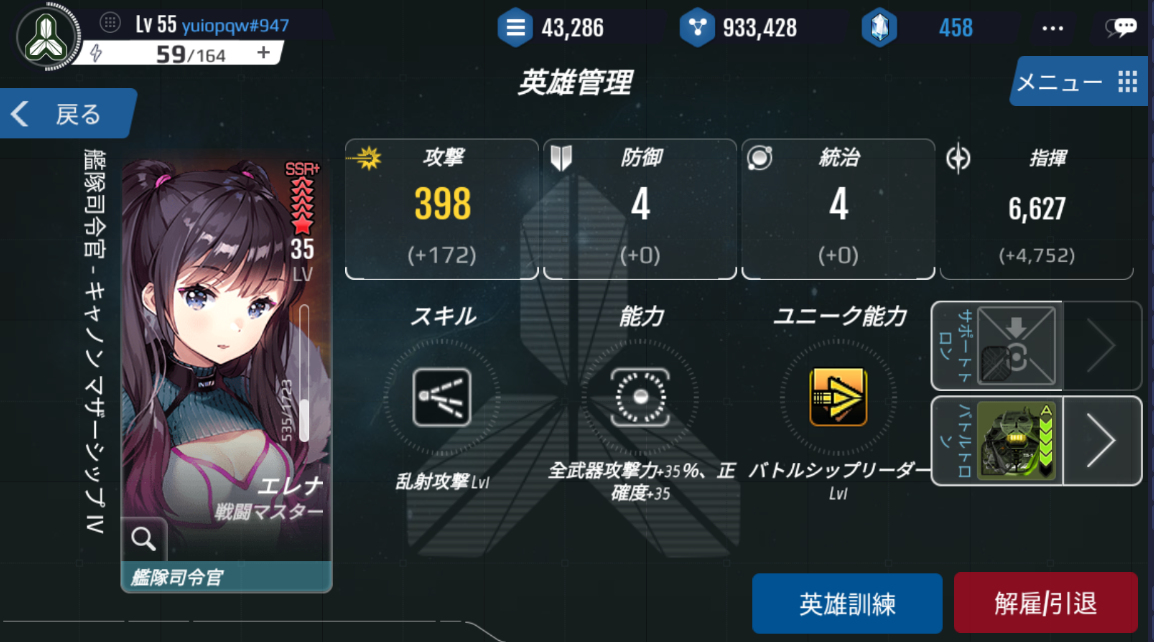 Lv 55 yuiopqw#947
59/164 +
43,286
933,428
458
英雄管理
メニュー
戻る
艦隊司令官 - キャノン マザーシップ IV
SSR+
35
LV
535/1723
エレナ
戦闘マスター
艦隊司令官
攻撃
398
(+172)
防御
4
(+0)
統治
4
(+0)
指揮
6,627
(+4,752)
スキル
乱射攻撃 LvI
能力
全武器攻撃力+35%、正
確度+35
ユニーク能力
バトルシップリーダー
LvI
サポートト
ロン
バトルトロ
ン
英雄訓練
解雇/引退